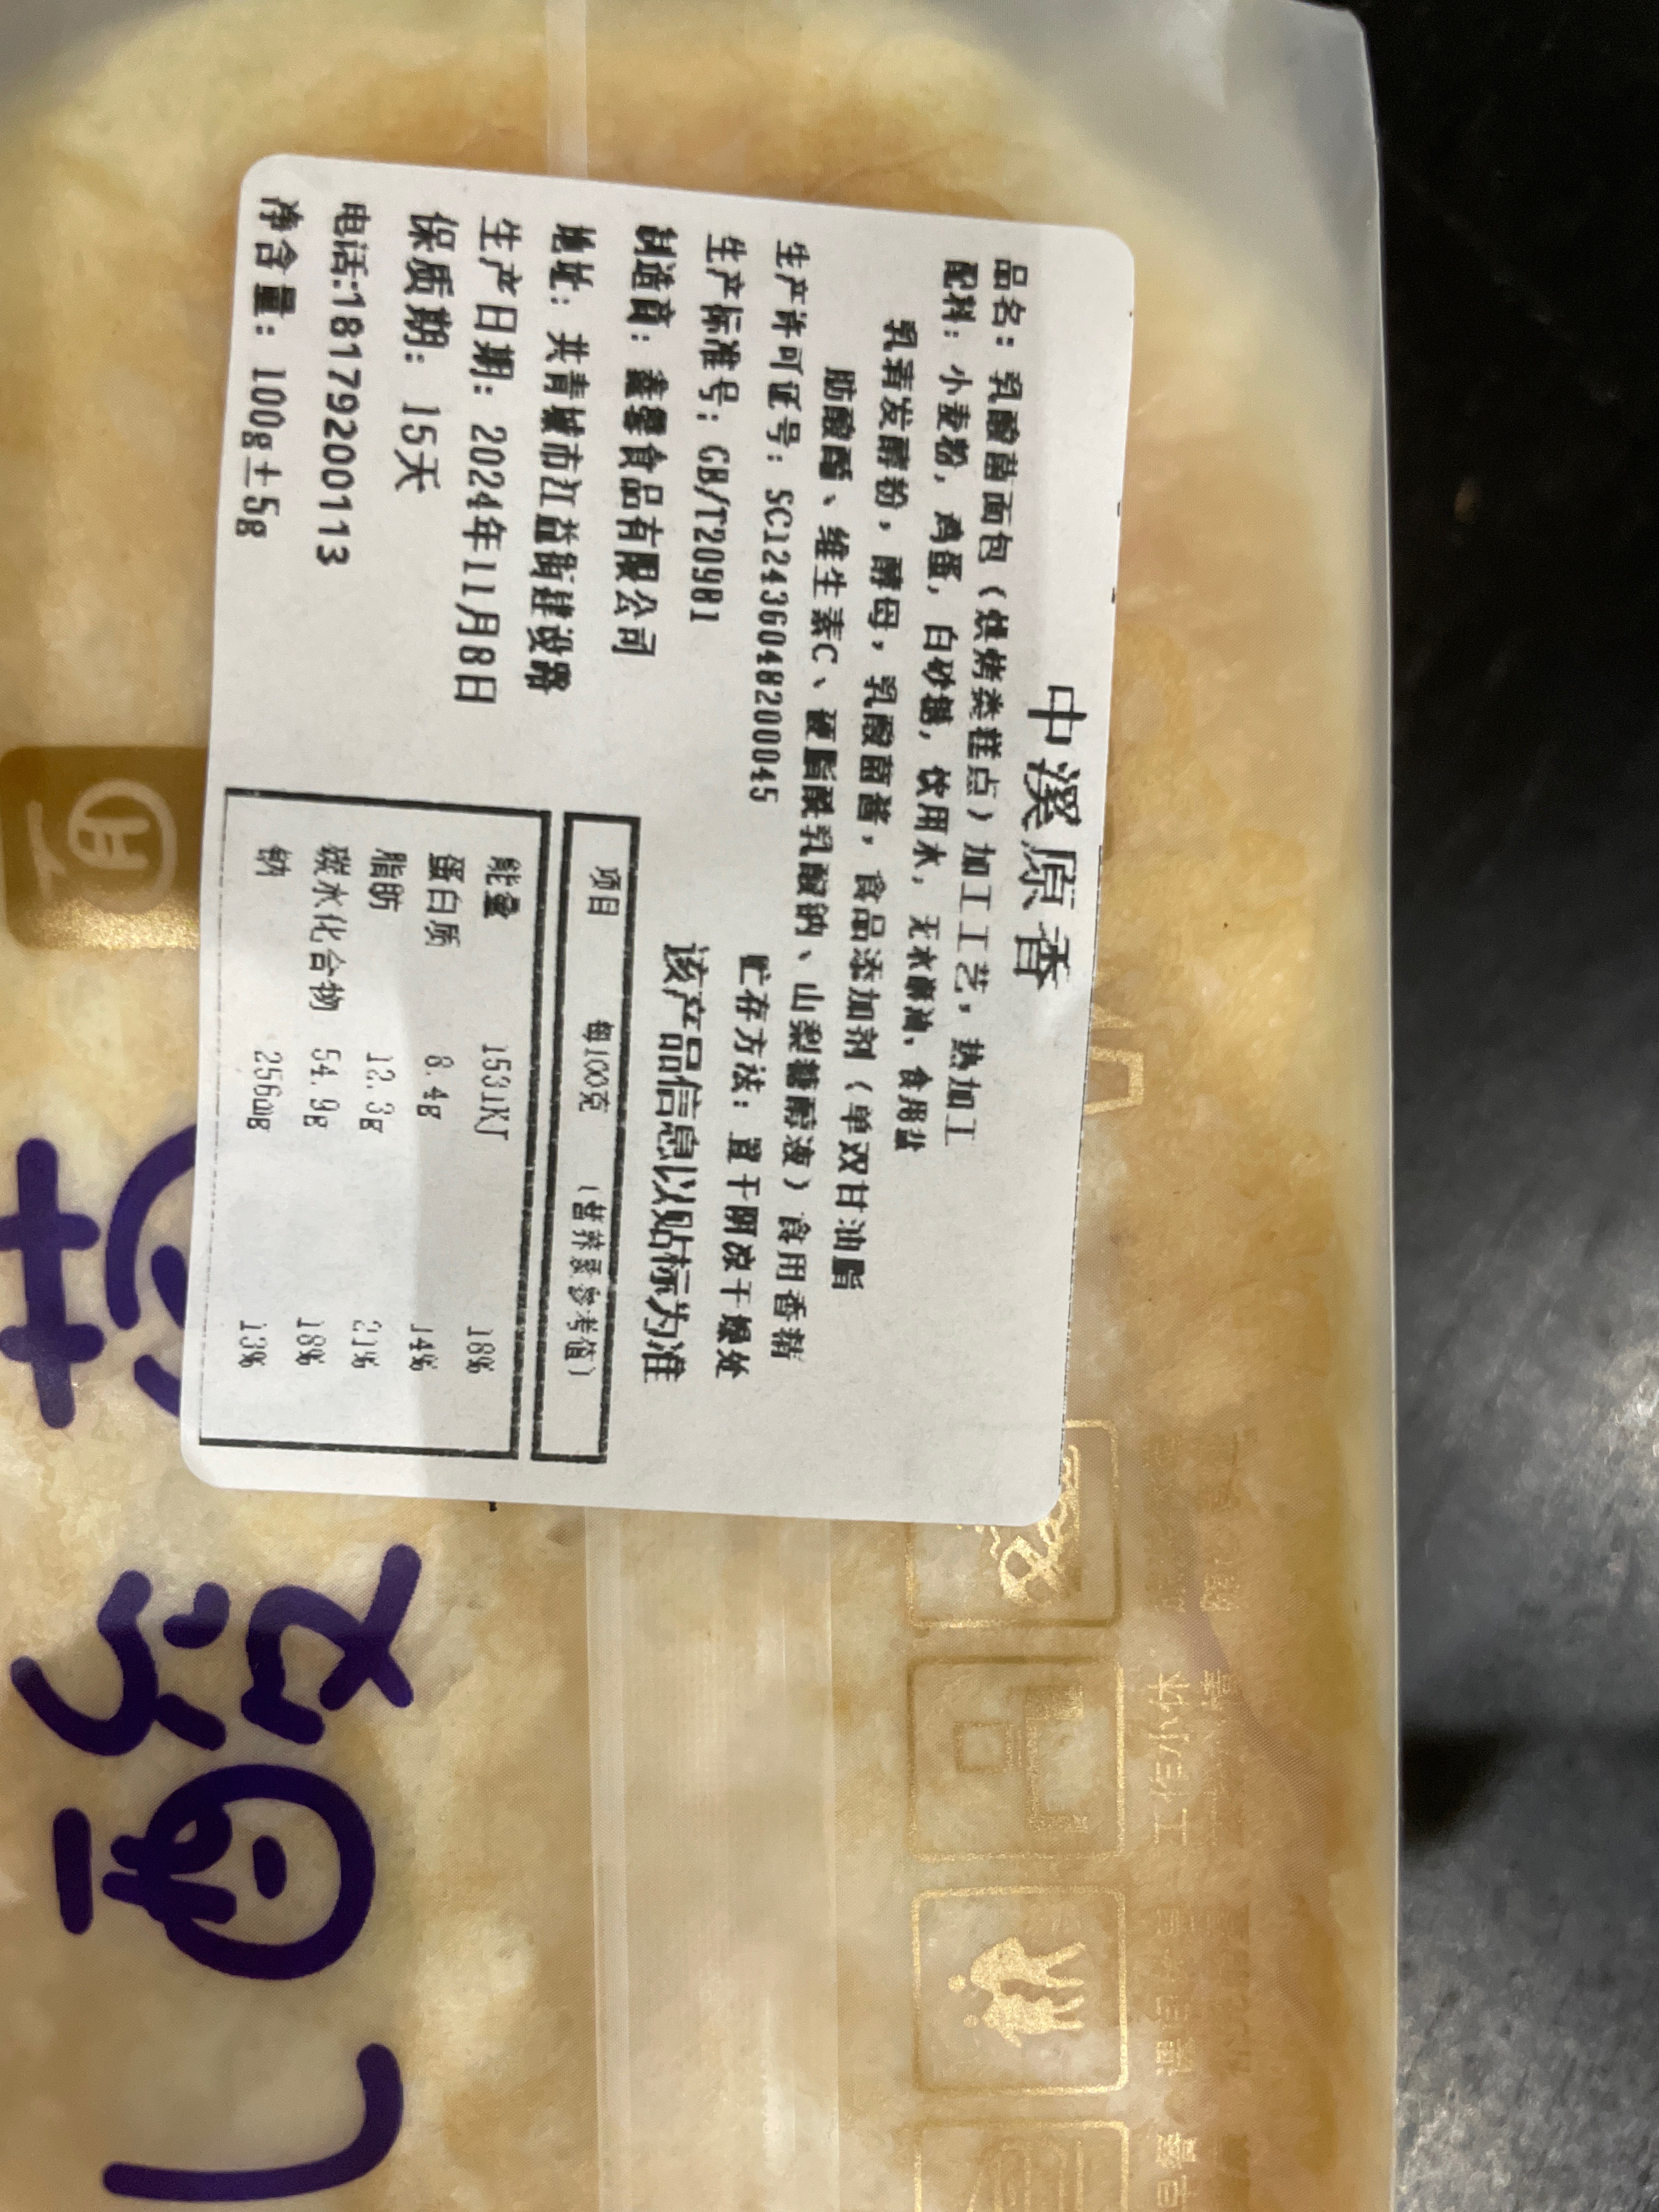 中溪原香
品名：乳酸菌面包（烘烤类糕点）加工工艺：热加工
配料：小麦粉，鸡蛋，白砂糖，饮用水，无水酥油、食用盐
乳清发酵粉，酵母，乳酸菌酱，食品添加剂（单双甘油脂
肪酸酯、维生素C、硬脂酰乳酸钠、山梨糖醇液）食用香精
生产许可证号：SC12436048200045
贮存方法：置干阴凉干燥处
生产标准号：GB/T20981
该产品信息以贴标为准
制造商：鑫馨食品有限公司
地址：共青城市江益街建设路
生产日期：2024年11月8日
保质期：15天
电话:18179200113
净含量：100g±5g
项目 每100克 （营养素参考值）
能量 1531KJ 18%
蛋白质 8.4g 14%
脂肪 12.3g 21%
碳水化合物 54.9g 18%
钠 256mg 13%
工作小休
早餐